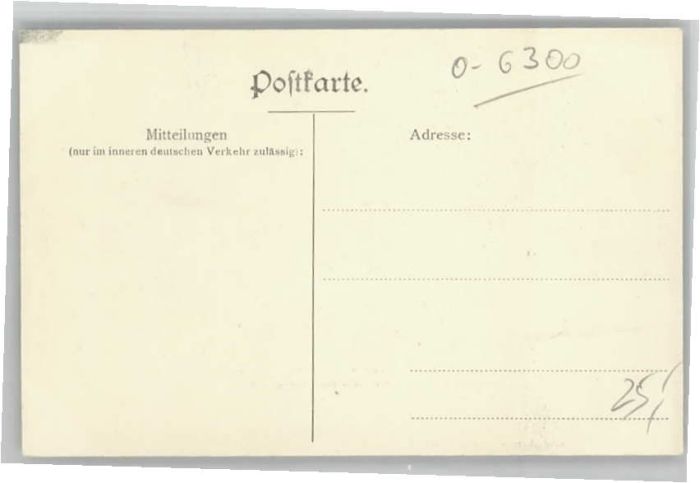 O-6300
Postkarte.
Mitteilungen
(nur im inneren deutschen Verkehr zulässig):
Adresse:
25,/